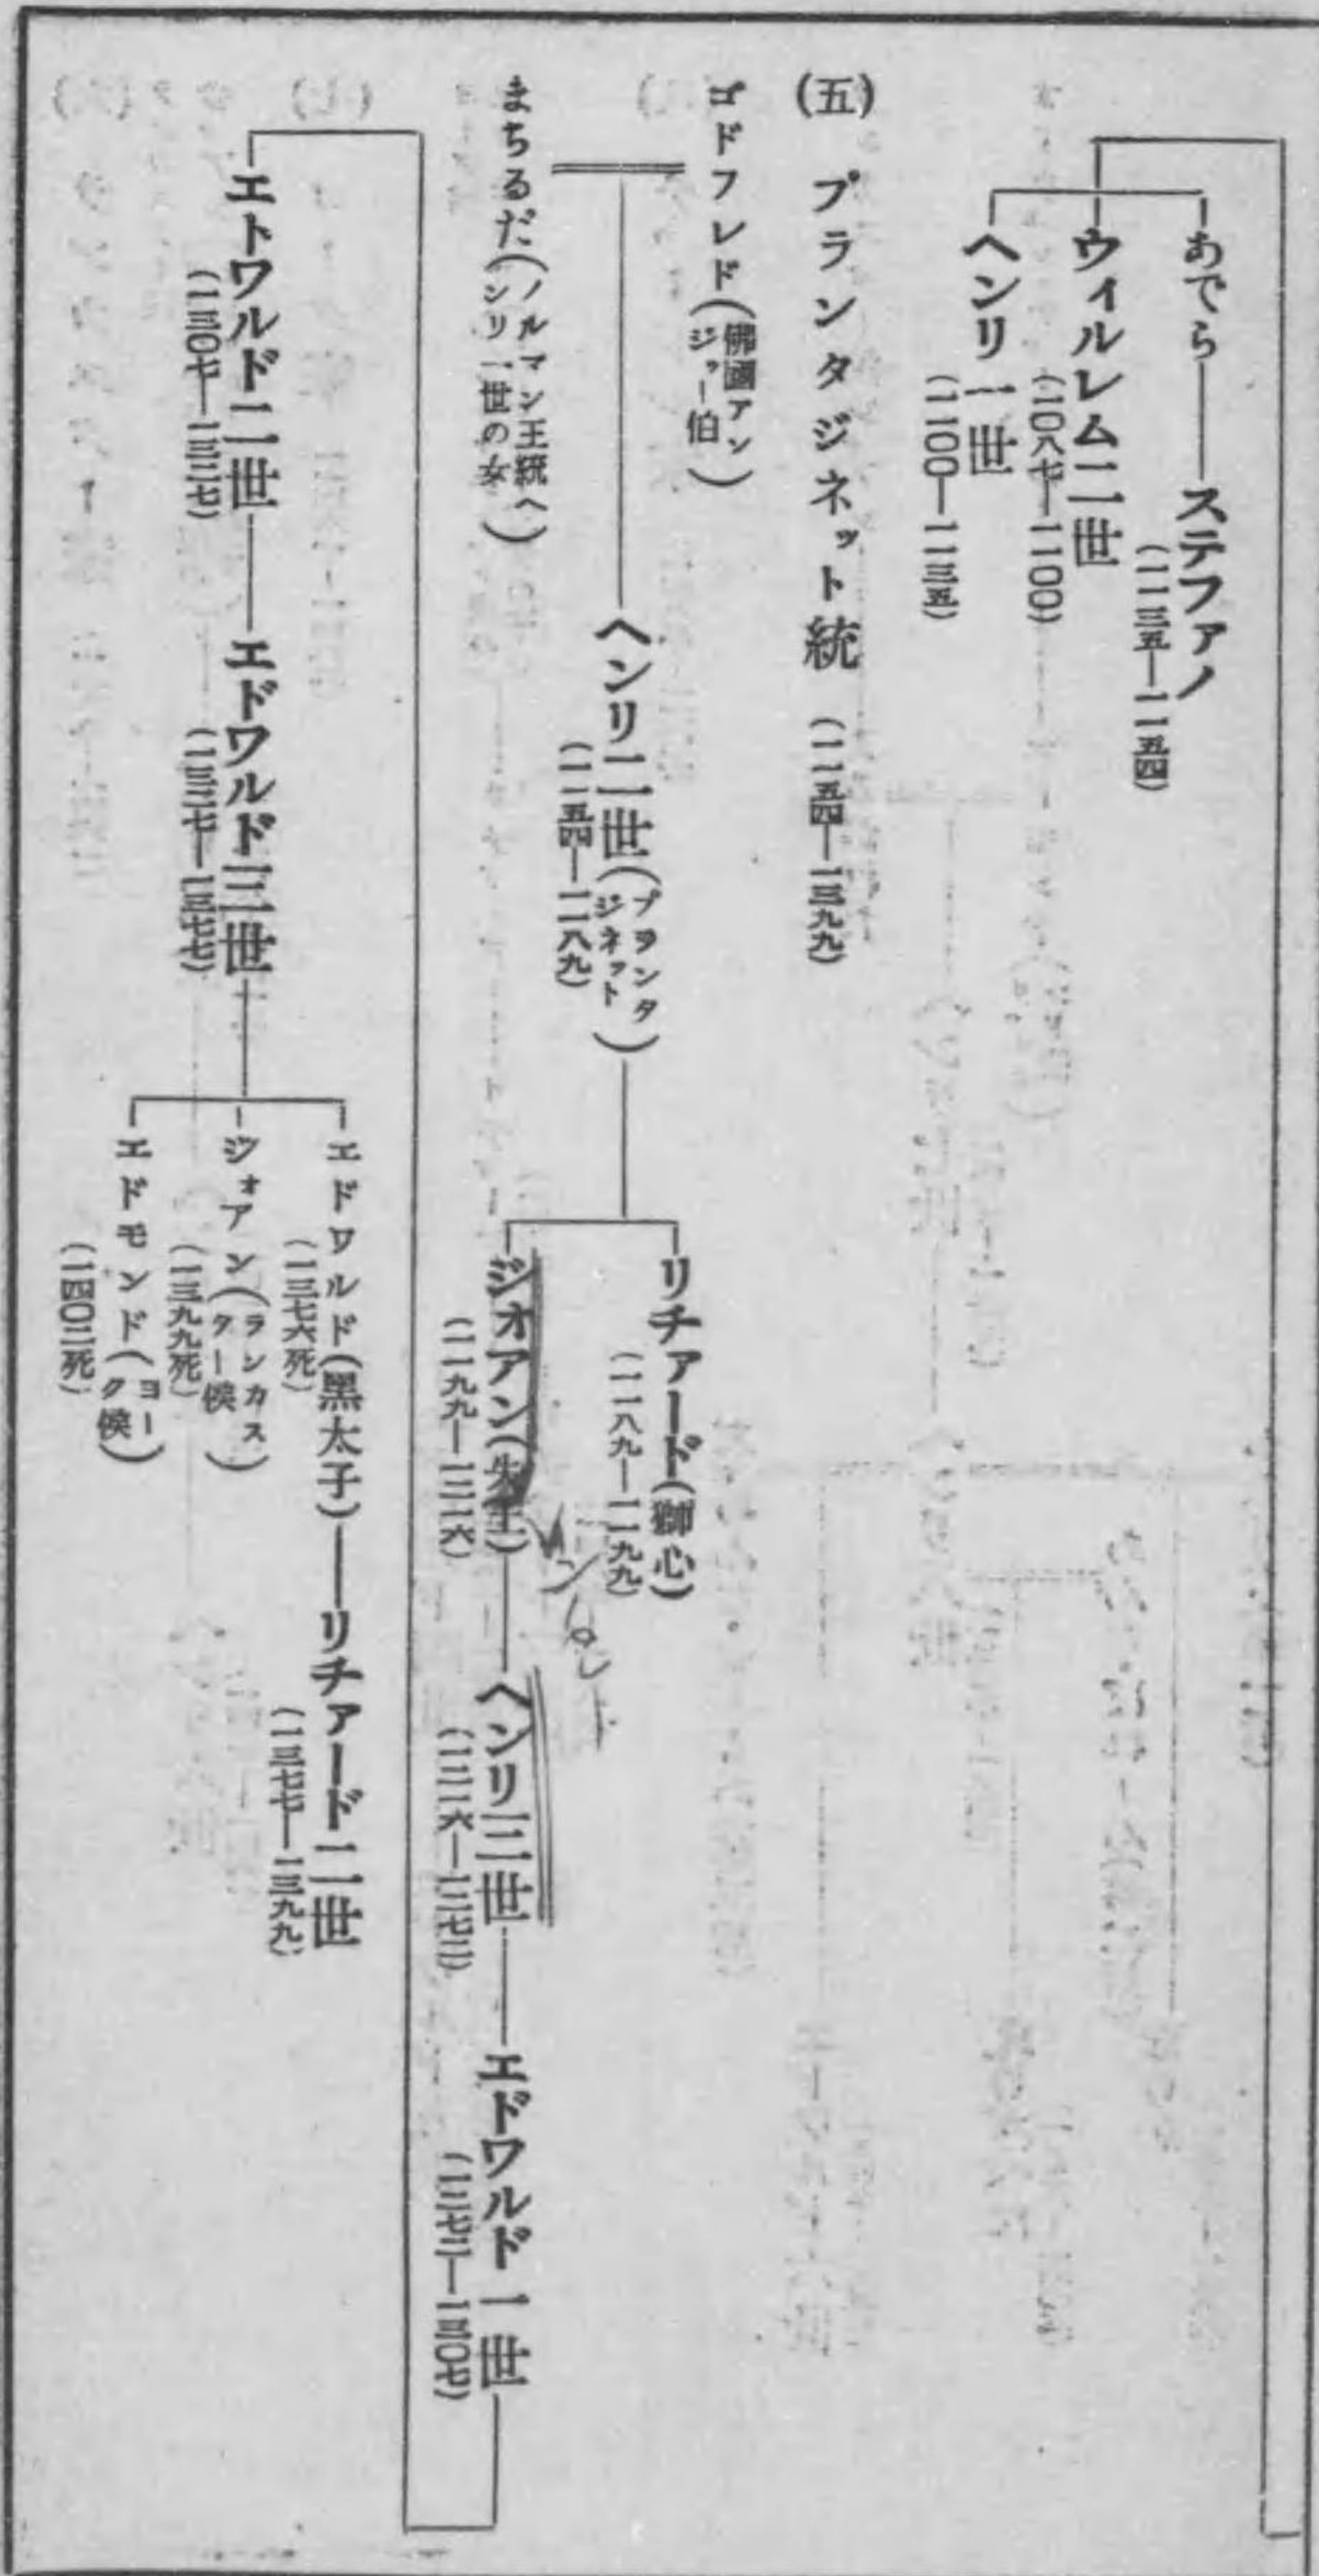 あでら
ステファノ
(一一三五―一一五四)
ウィルレム二世
(一〇八七―一一〇〇)
ヘンリ一世
(一一〇〇―一一三五)
(五) プランタジネット統 (一一五四―一三九九)
ゴドフレド(佛國アンジァー伯)
まちるだ(ノルマン王統ヘンリ一世の女)
ヘンリ二世(プランタジネット)
(一一五四―一一八九)
リチァード(獅心)
(一一八九―一一九九)
ジオアン(失王)
(一一九九―一二一六)
ヘンリ三世
(一二一六―一二七二)
エドワルド一世
(一二七二―一三〇七)
エトワルド二世
(一三〇七―一三二七)
エドワルド三世
(一三二七―一三七七)
エドワルド(黑太子)
(一三七六死)
リチァード二世
(一三七七―一三九九)
ジォアン(ランカスター候)
(一三九九死)
エドモンド(ヨーク候)
(一四〇二死)